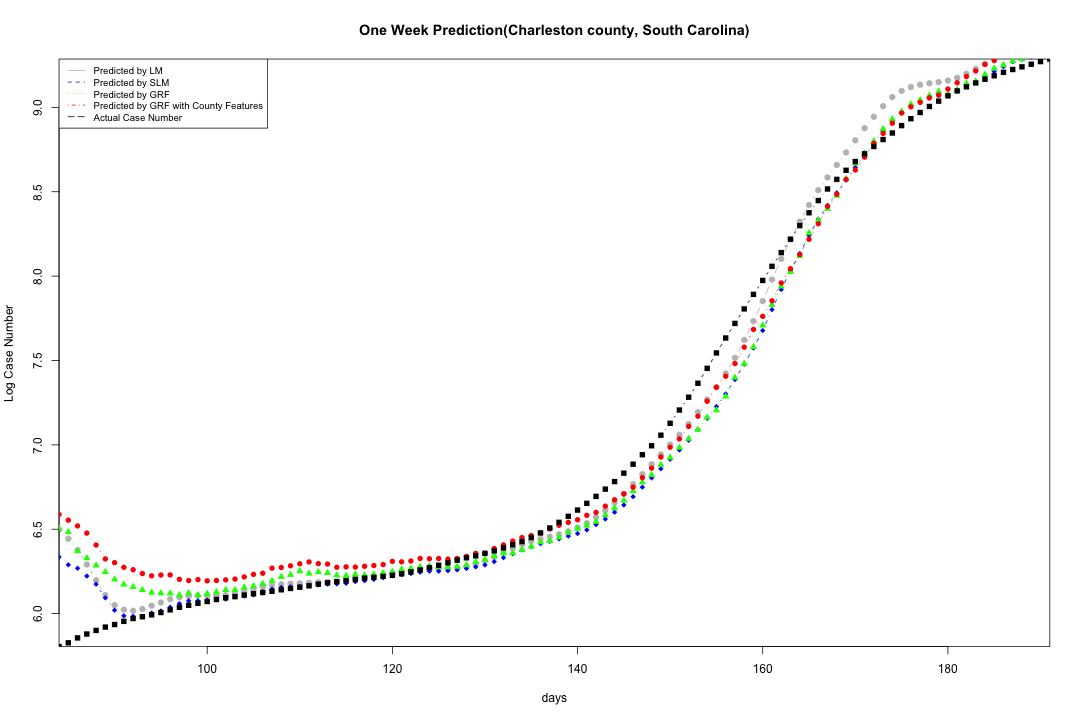 One Week Prediction(Charleston county, South Carolina)
Predicted by LM
Predicted by SLM
Predicted by GRF
Predicted by GRF with County Features
Actual Case Number
9.0
8.5
8.0
7.5
7.0
6.5
6.0
Log Case Number
100 120 140 160 180
days